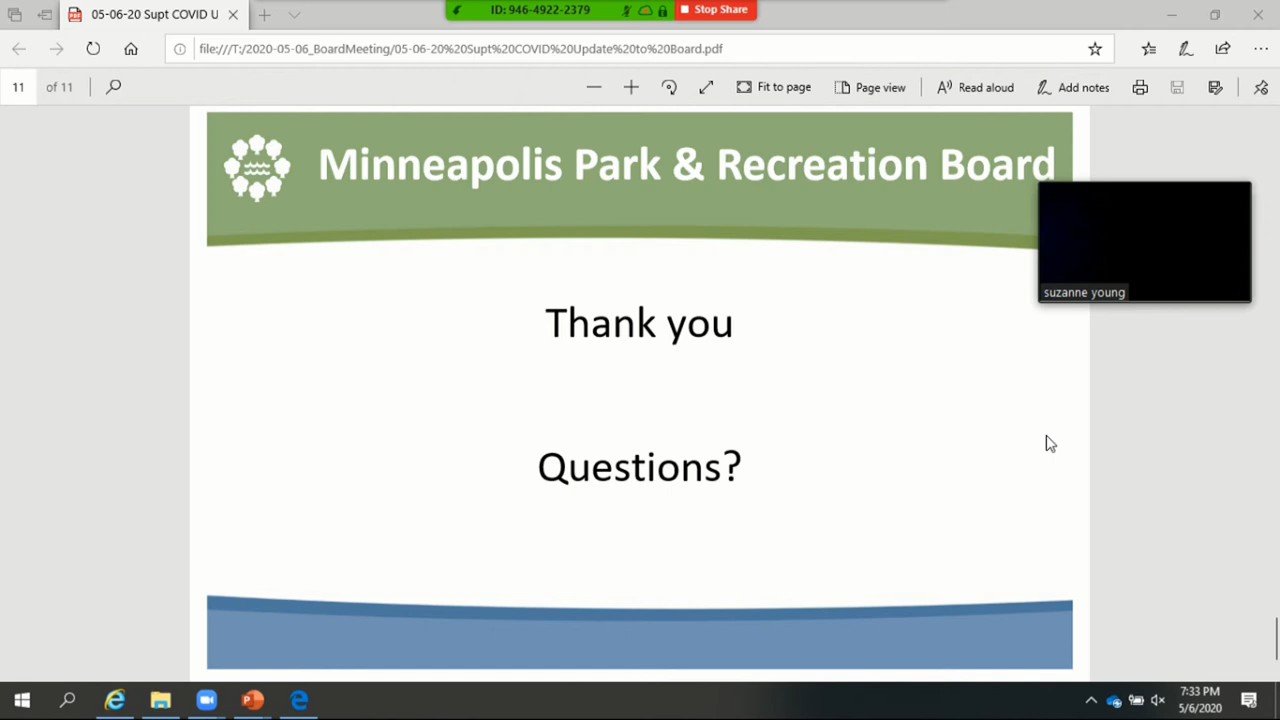 05-06-20 Supt COVID U
ID: 946-4922-2379
Stop Share
file:///T:/2020-05-06_BoardMeeting/05-06-20%20Supt%20COVID%20Update%20to%20Board.pdf
11 of 11
Fit to page
Page view
Read aloud
Add notes
Minneapolis Park & Recreation Board
suzanne young
Thank you
Questions?
7:33 PM
5/6/2020